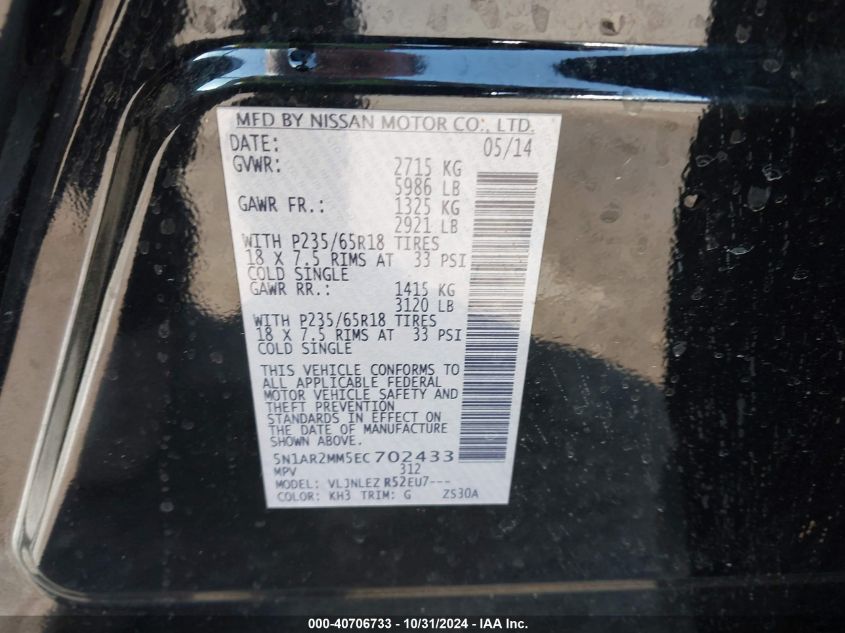 MFD BY NISSAN MOTOR CO., LTD.
DATE: 05/14
GVWR: 2715 KG
5986 LB
GAWR FR.: 1325 KG
2921 LB
WITH P235/65R18 TIRES
18 X 7.5 RIMS AT 33 PSI
COLD SINGLE
GAWR RR.: 1415 KG
3120 LB
WITH P235/65R18 TIRES
18 X 7.5 RIMS AT 33 PSI
COLD SINGLE
THIS VEHICLE CONFORMS TO
ALL APPLICABLE FEDERAL
MOTOR VEHICLE SAFETY AND
THEFT PREVENTION
STANDARDS IN EFFECT ON
THE DATE OF MANUFACTURE
SHOWN ABOVE.
5N1AR2MM5EC702433
MPV 312
MODEL: VLJNLEZ R52EU7---
COLOR: KH3 TRIM: G ZS30A
000-40706733 - 10/31/2024 - IAA Inc.